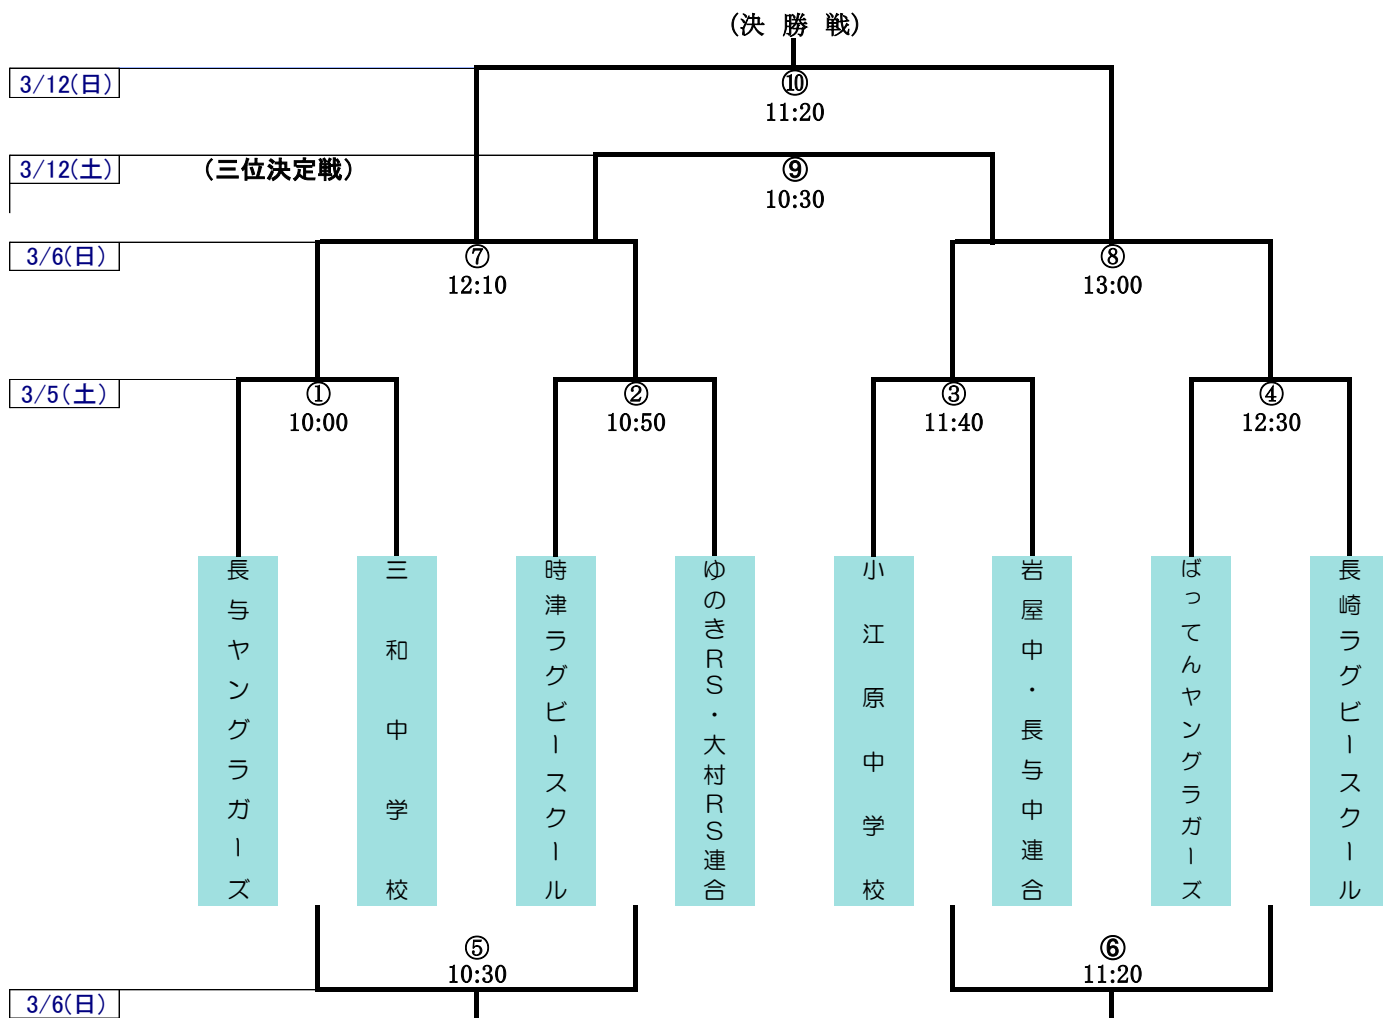 (決 勝 戦)
3/12(日)
⑩
11:20
3/12(土)
(三位決定戦)
⑨
10:30
3/6(日)
⑦
12:10
⑧
13:00
3/5(土)
①
10:00
②
10:50
③
11:40
④
12:30
長与ヤングラガーズ
三和中学校
時津ラグビースクール
ゆのきRS・大村RS連合
小江原中学校
岩屋中・長与中連合
ばってんヤングラガーズ
長崎ラグビースクール
⑤
10:30
⑥
11:20
3/6(日)